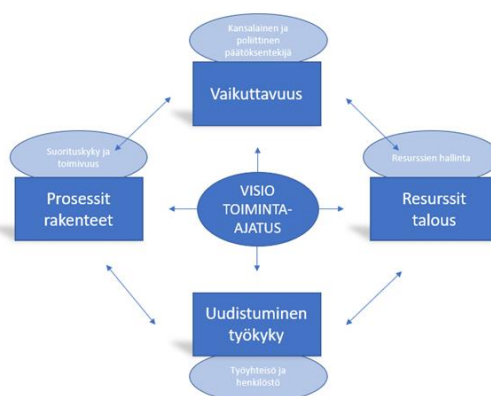 Kansalainen ja
poliittinen
päätöksentekijä
Vaikuttavuus
Suorituskyky ja
toimivuus
Prosessit
rakenteet
VISIO
TOIMINTA-
AJATUS
Resurssien hallinta
Resurssit
talous
Uudistuminen
työkyky
Työyhteisö ja
henkilöstö